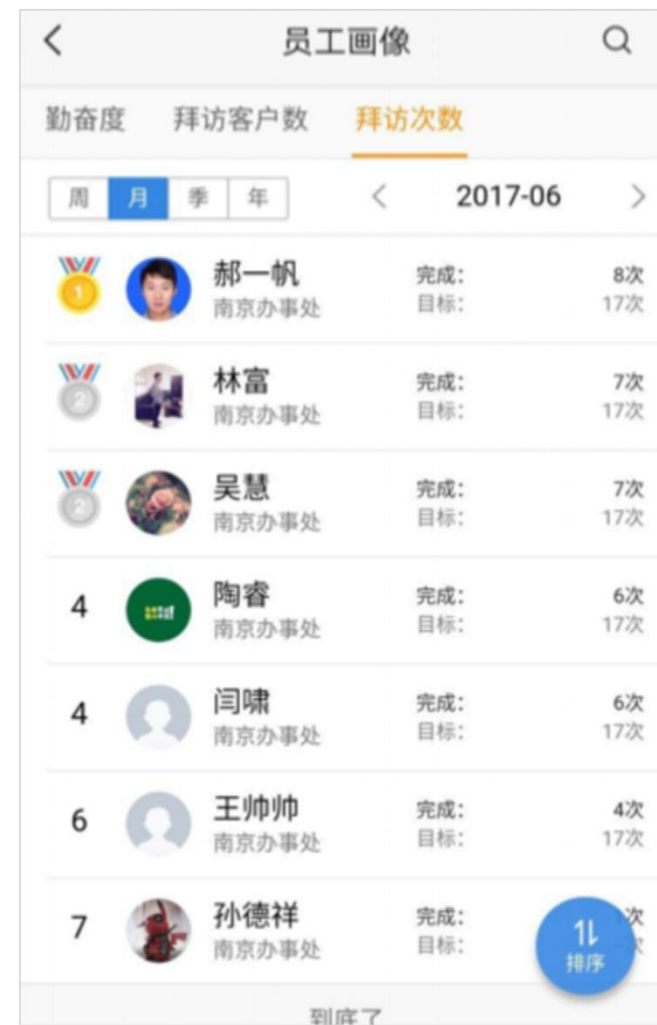 员工画像
勤奋度 拜访客户数 拜访次数
周 月 季 年 2017-06
1 郝一帆 完成: 8次
南京办事处 目标: 17次
2 林富 完成: 7次
南京办事处 目标: 17次
2 吴慧 完成: 7次
南京办事处 目标: 17次
4 陶睿 完成: 6次
南京办事处 目标: 17次
4 闫啸 完成: 6次
南京办事处 目标: 17次
6 王帅帅 完成: 4次
南京办事处 目标: 17次
7 孙德祥 完成: 次
南京办事处 目标:
排序
到底了